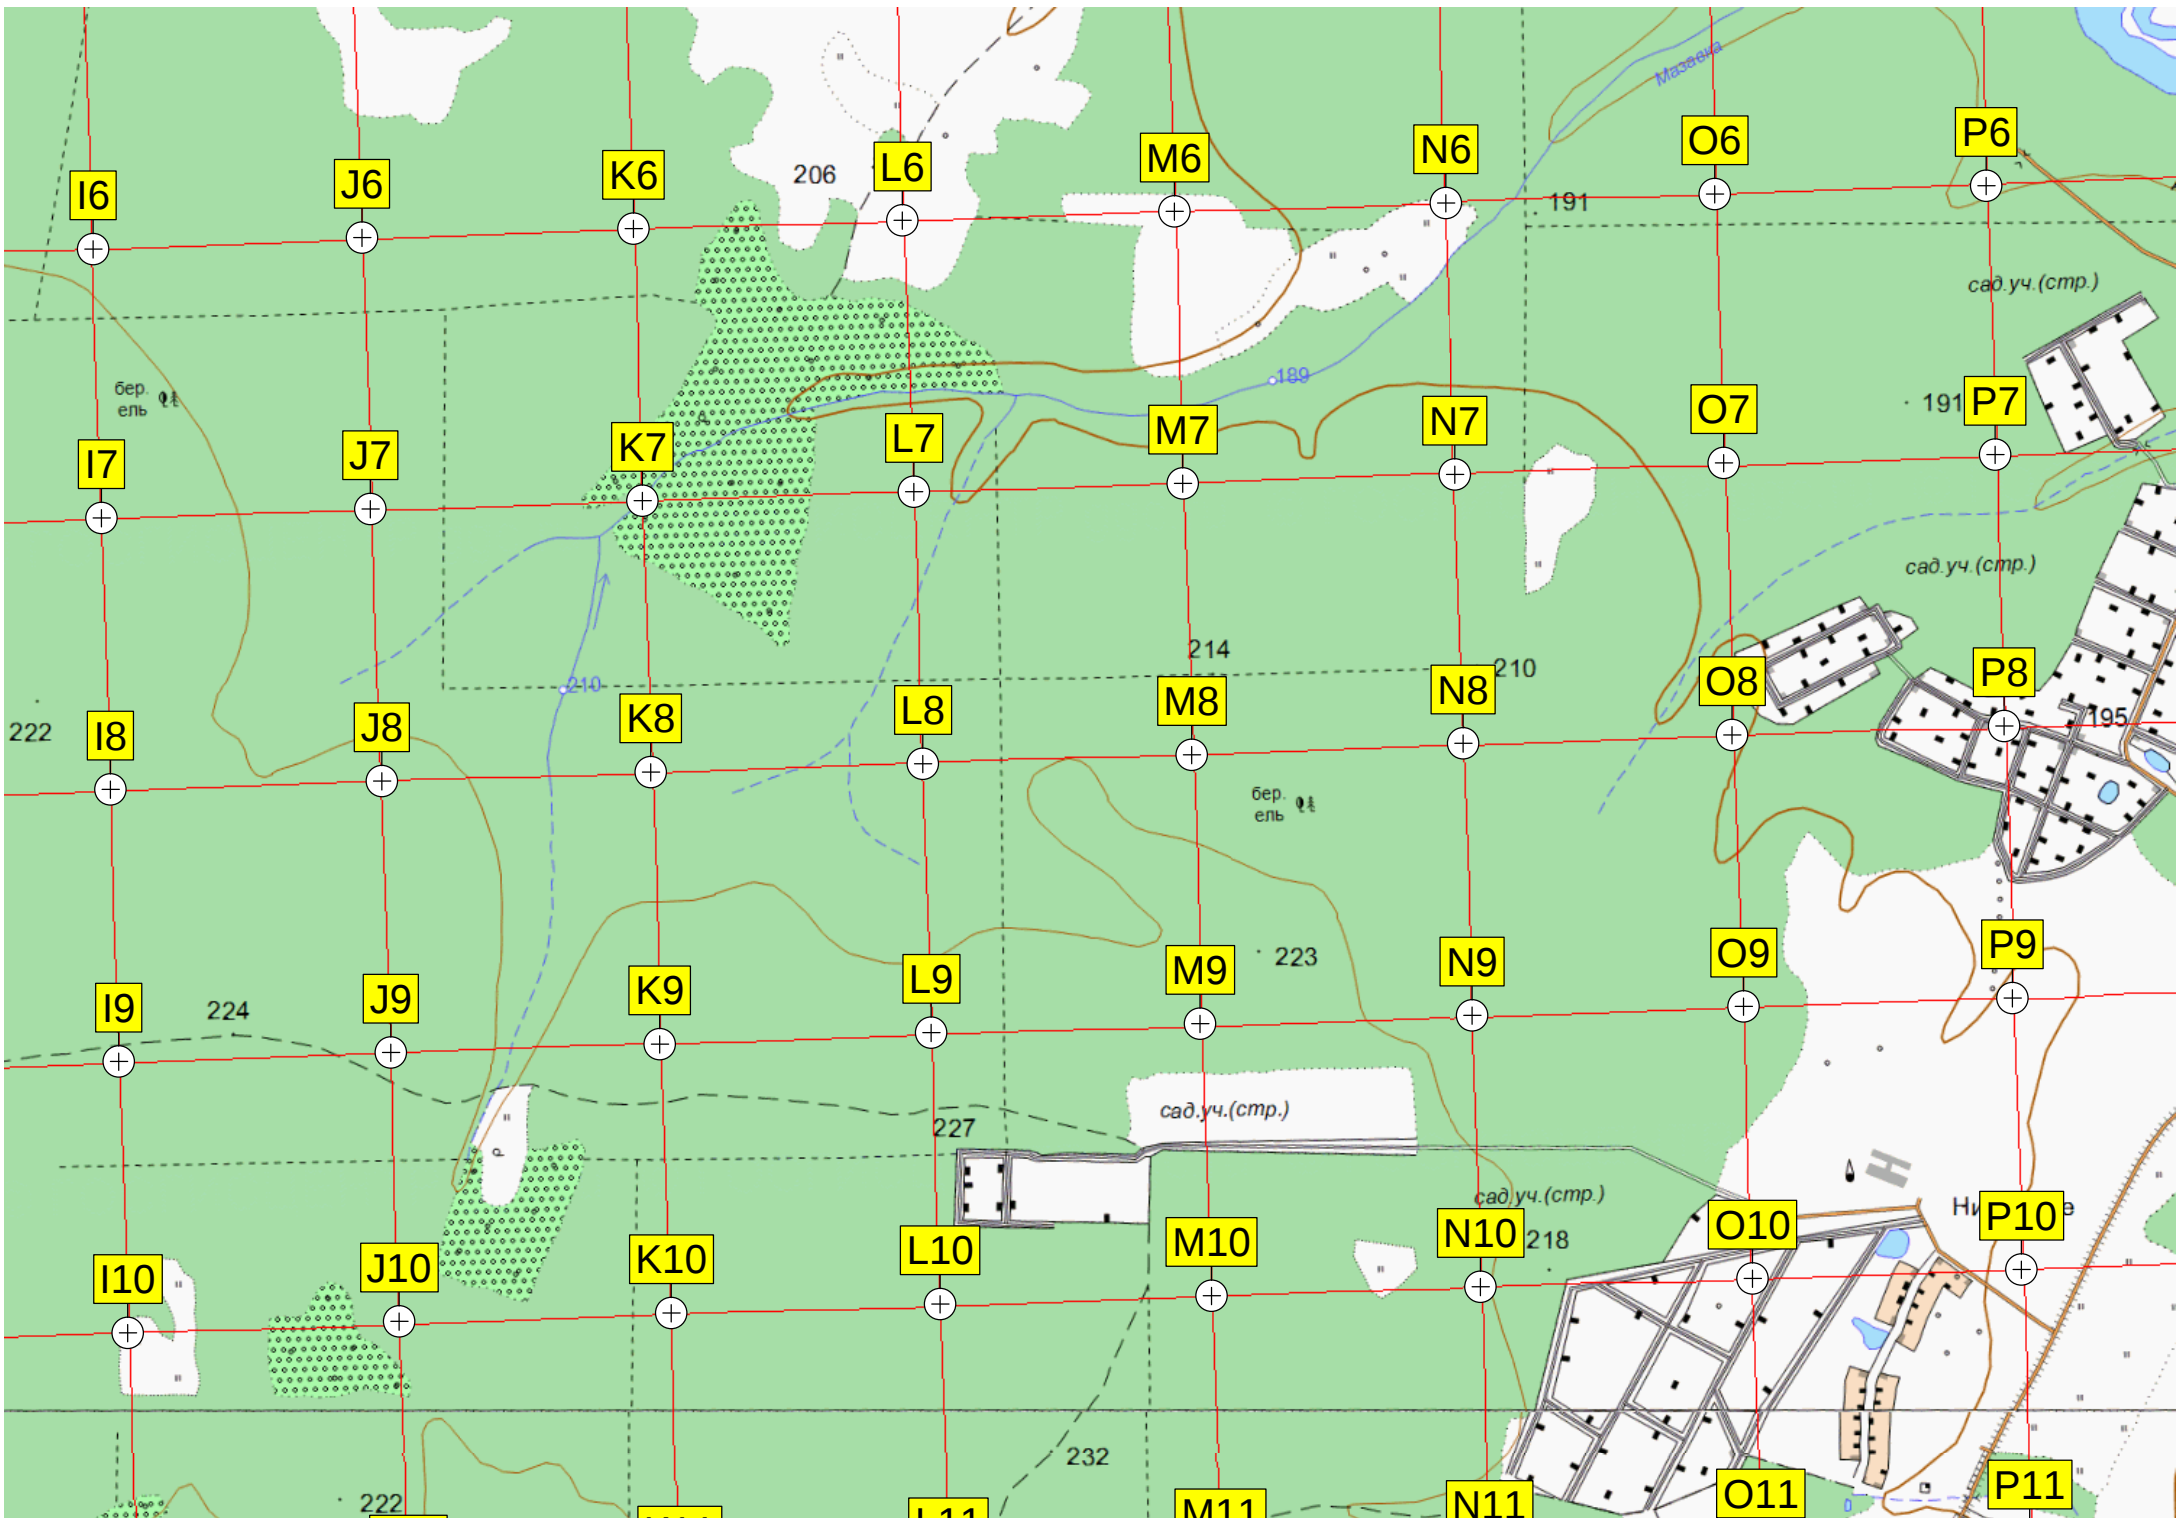 Мазавка
I6
J6
K6
206
L6
M6
N6
191
O6
P6
сад.уч.(стр.)
бер.
ель
189
I7
J7
K7
L7
M7
N7
O7
191
P7
сад.уч.(стр.)
214
210
210
222
I8
J8
K8
L8
M8
N8
O8
P8
195
бер.
ель
223
224
I9
J9
K9
L9
M9
N9
O9
P9
сад.уч.(стр.)
227
сад.уч.(стр.)
218
I10
J10
K10
L10
M10
N10
O10
P10
232
222
L11
M11
N11
O11
P11